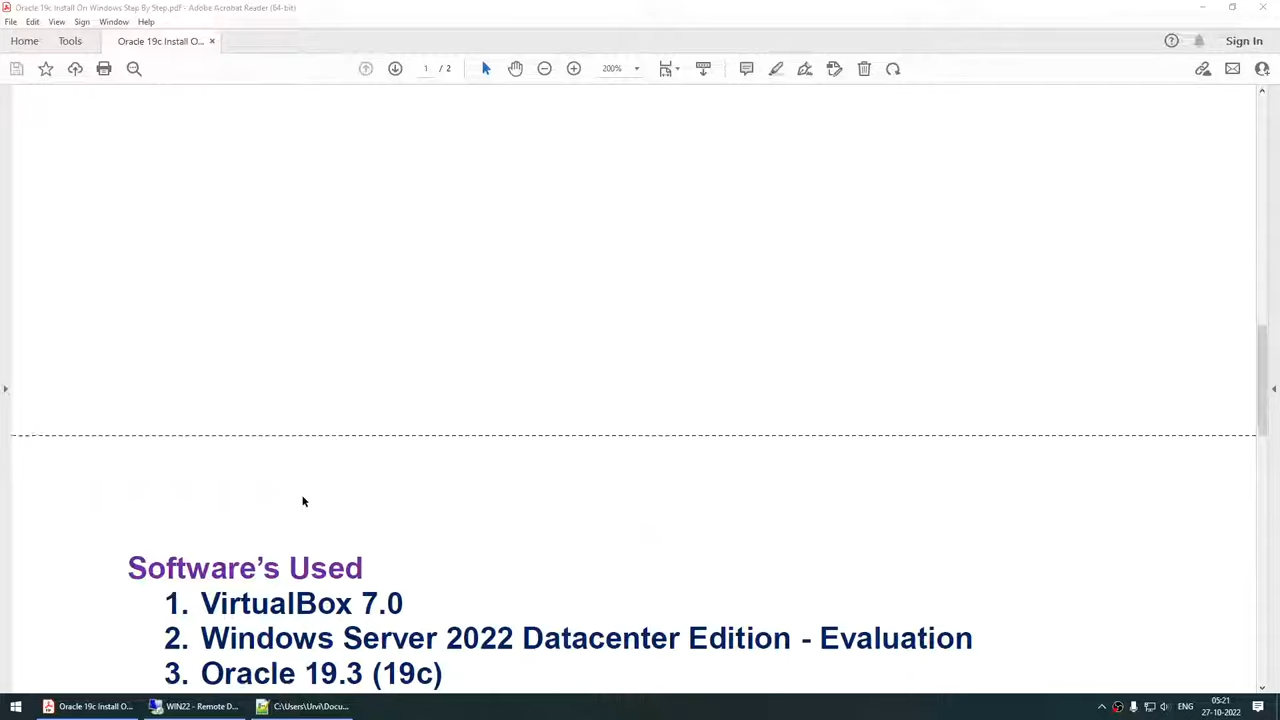 Oracle 19c Install On Windows Step By Step.pdf - Adobe Acrobat Reader (64-bit)
File Edit View Sign Window Help
Home Tools Oracle 19c Install O... × Sign In
1 / 2 200%
Software’s Used
1. VirtualBox 7.0
2. Windows Server 2022 Datacenter Edition - Evaluation
3. Oracle 19.3 (19c)
Oracle 19c Install O... WIN22 - Remote D... C:\Users\Urvi\Docu... ENG 05:21
27-10-2022